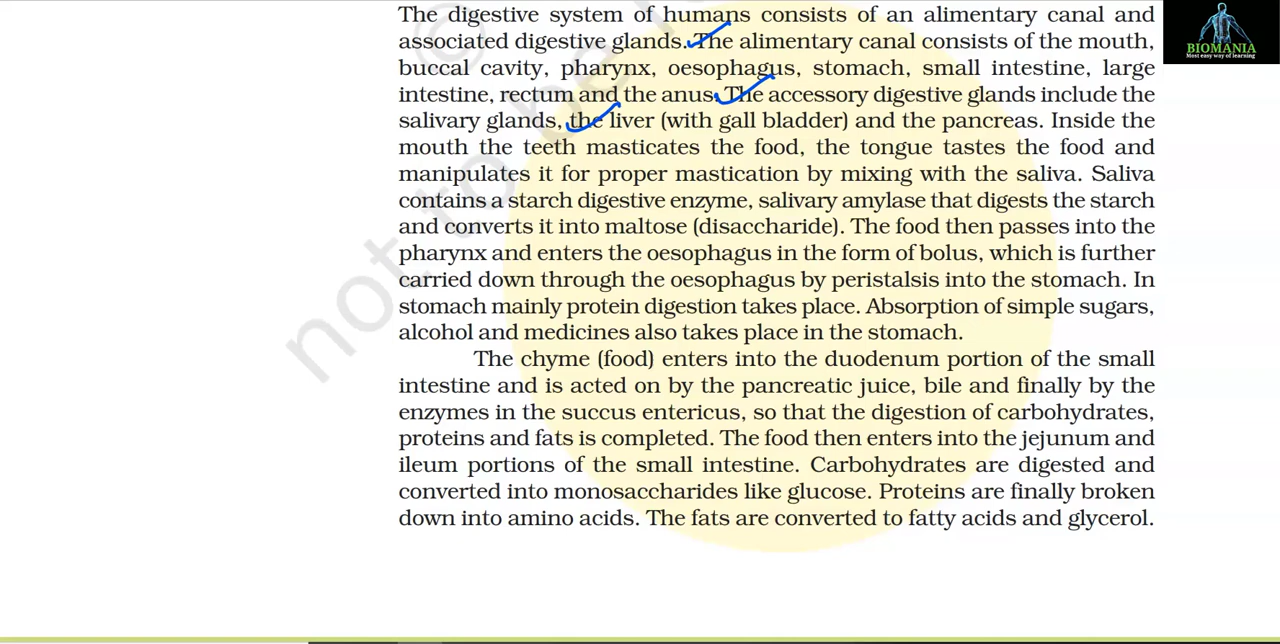 The digestive system of humans consists of an alimentary canal and
associated digestive glands. The alimentary canal consists of the mouth,
buccal cavity, pharynx, oesophagus, stomach, small intestine, large
intestine, rectum and the anus. The accessory digestive glands include the
salivary glands, the liver (with gall bladder) and the pancreas. Inside the
mouth the teeth masticates the food, the tongue tastes the food and
manipulates it for proper mastication by mixing with the saliva. Saliva
contains a starch digestive enzyme, salivary amylase that digests the starch
and converts it into maltose (disaccharide). The food then passes into the
pharynx and enters the oesophagus in the form of bolus, which is further
carried down through the oesophagus by peristalsis into the stomach. In
stomach mainly protein digestion takes place. Absorption of simple sugars,
alcohol and medicines also takes place in the stomach.
The chyme (food) enters into the duodenum portion of the small
intestine and is acted on by the pancreatic juice, bile and finally by the
enzymes in the succus entericus, so that the digestion of carbohydrates,
proteins and fats is completed. The food then enters into the jejunum and
ileum portions of the small intestine. Carbohydrates are digested and
converted into monosaccharides like glucose. Proteins are finally broken
down into amino acids. The fats are converted to fatty acids and glycerol.
BIOMANIA
Most easy way of learning
©
not to be